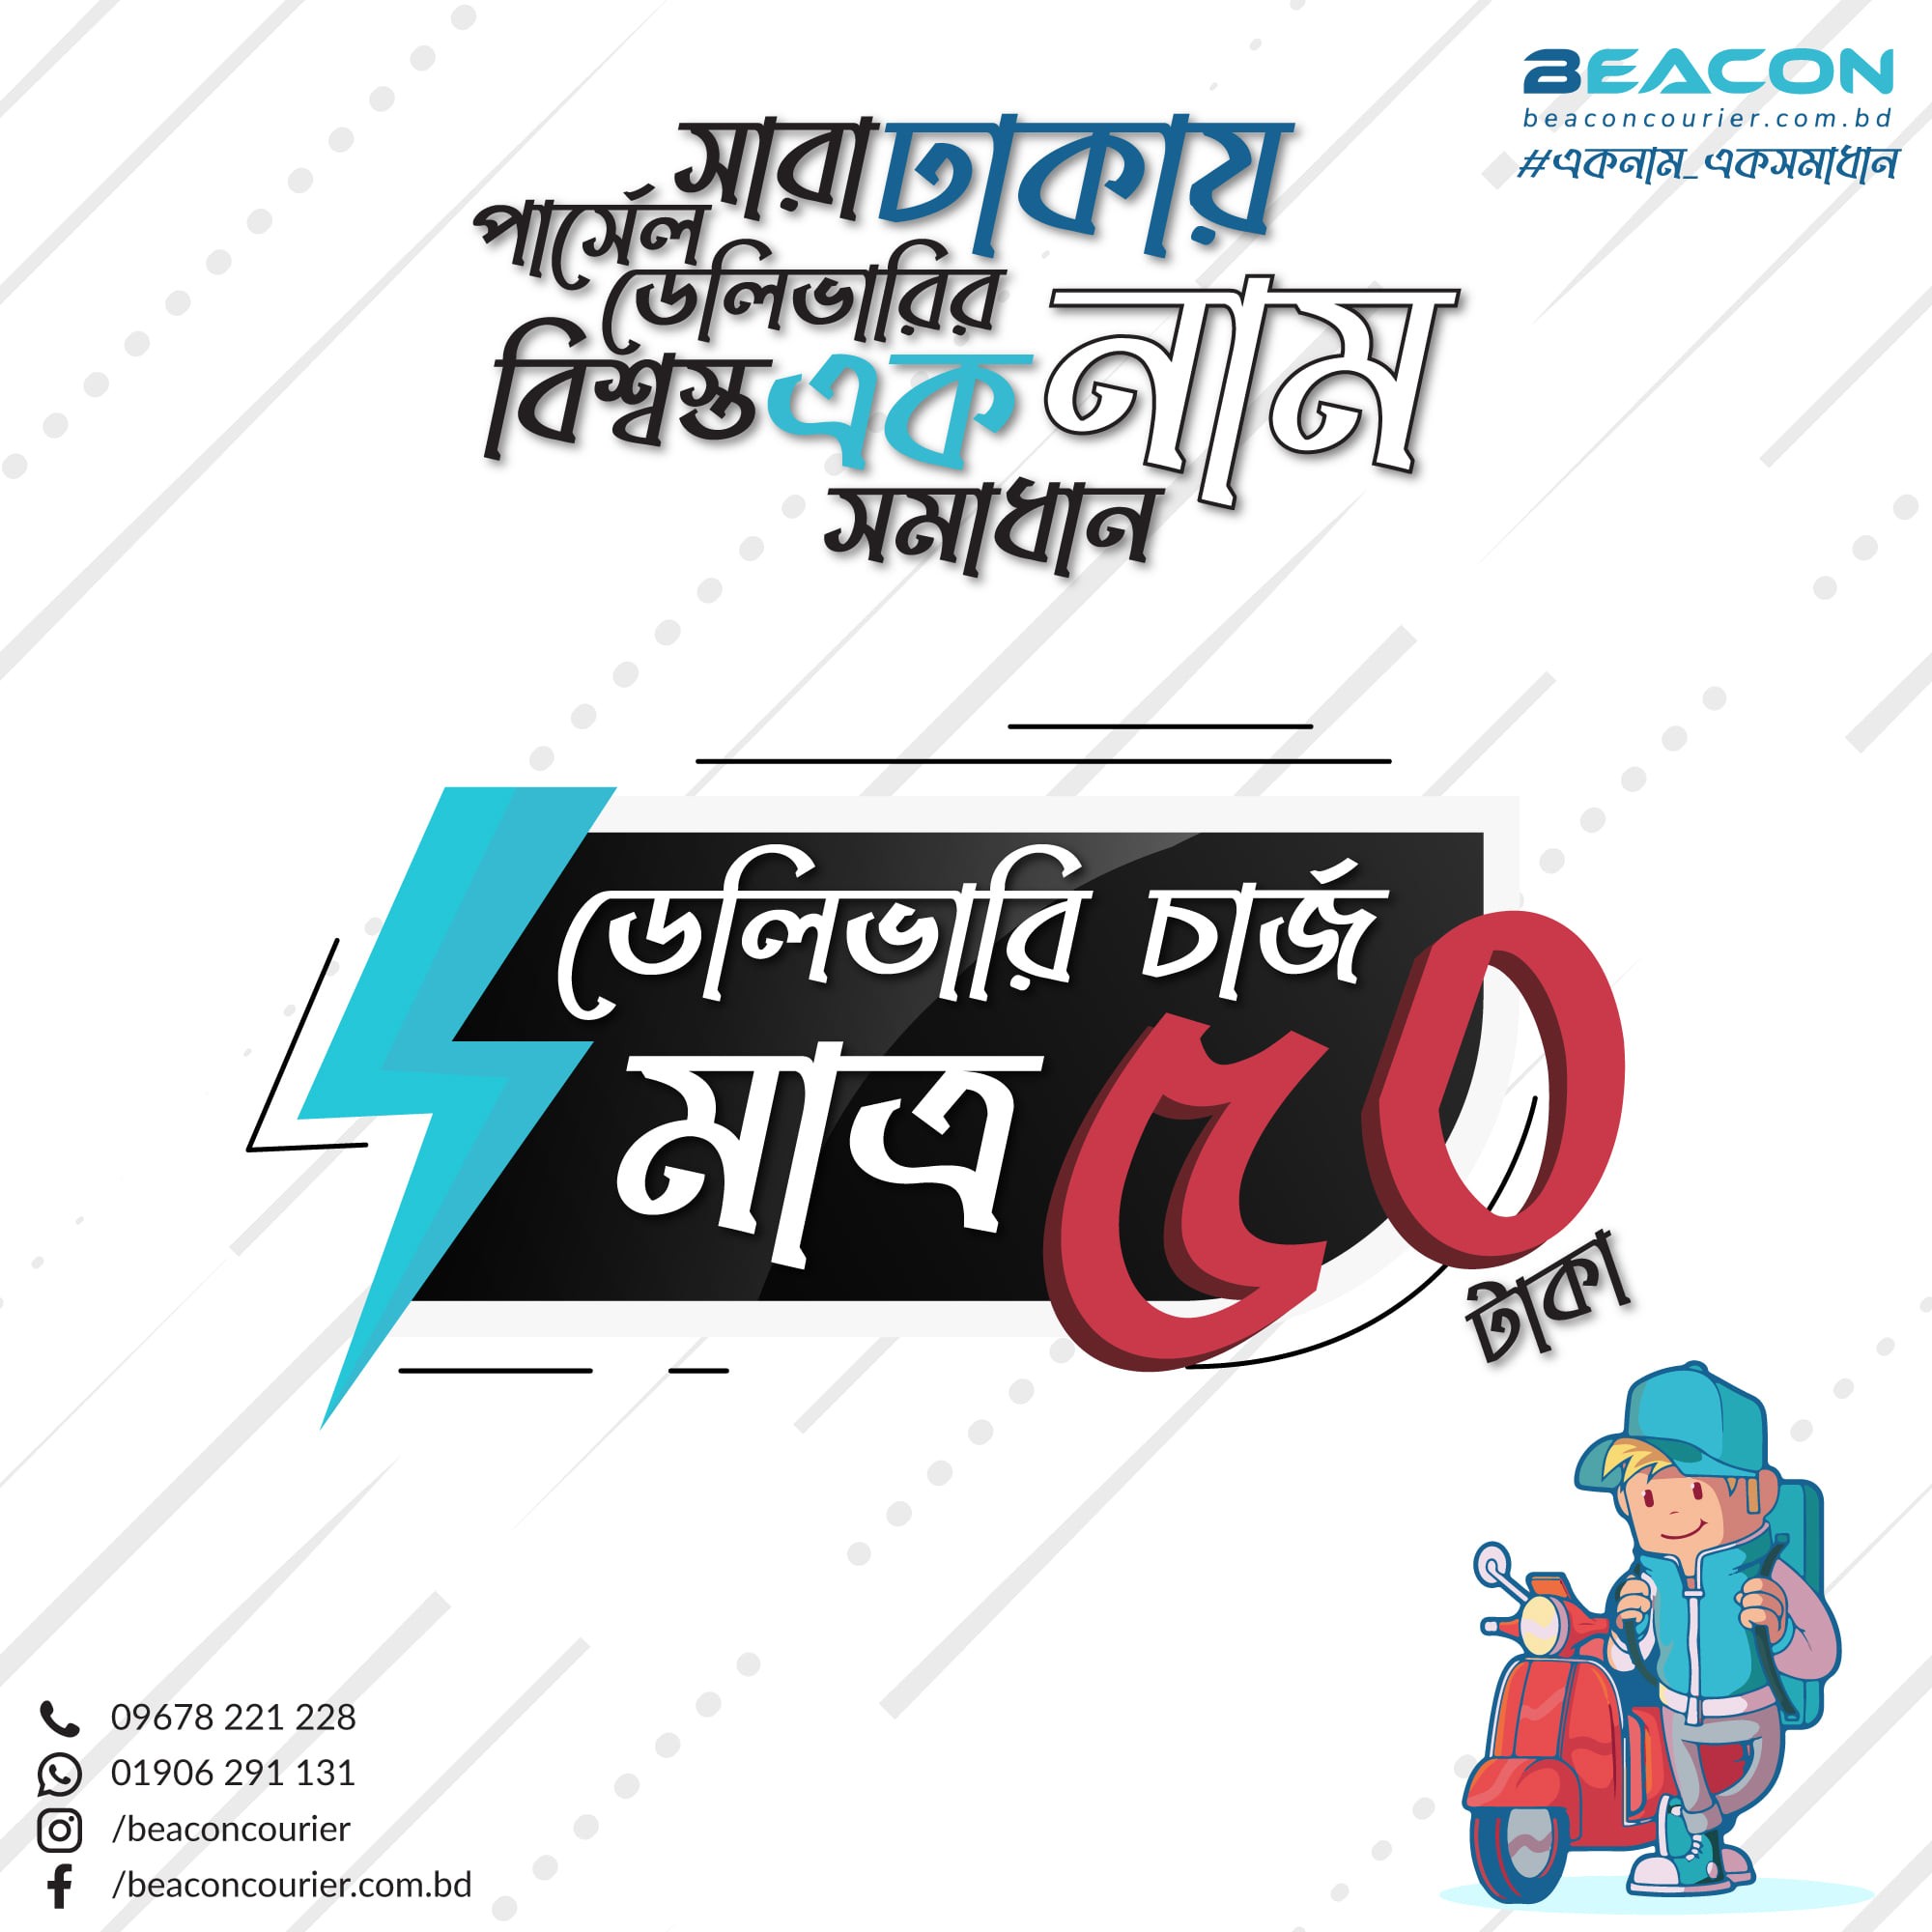 BEACON
beaconcourier.com.bd
#একনাম_একসমাধান
সারা ঢাকায়
পার্সেল
ডেলিভারির
বিশ্বস্ত এক নাম
সমাধান
ডেলিভারি চার্জ
মাত্র ৫০
টাকা
09678 221 228
01906 291 131
/beaconcourier
/beaconcourier.com.bd